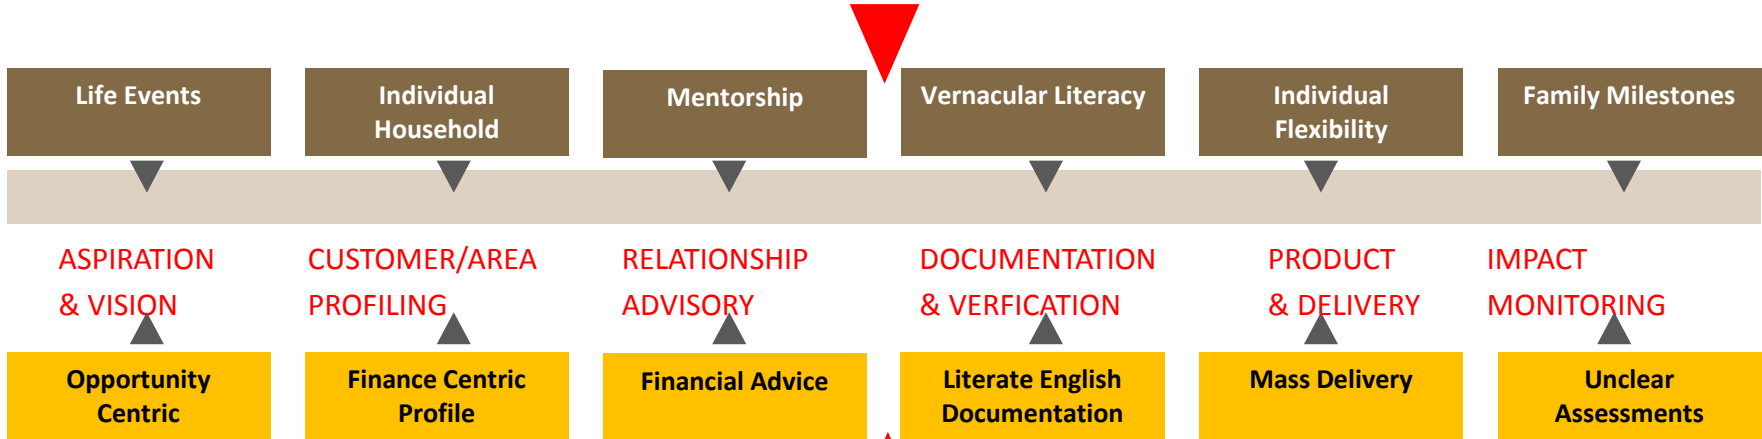 Life Events
Individual
Household
Mentorship
Vernacular Literacy
Individual
Flexibility
Family Milestones
ASPIRATION
& VISION
CUSTOMER/AREA
PROFILING
RELATIONSHIP
ADVISORY
DOCUMENTATION
& VERFICATION
PRODUCT
& DELIVERY
IMPACT
MONITORING
Opportunity
Centric
Finance Centric
Profile
Financial Advice
Literate English
Documentation
Mass Delivery
Unclear
Assessments